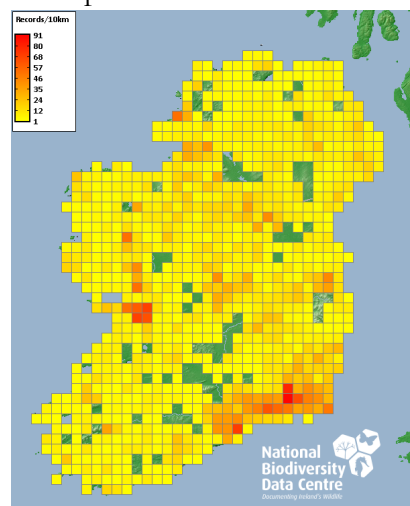 Records/10km
91
80
68
57
46
35
24
12
1
National
Biodiversity
Data Centre
Documenting Ireland's Wildlife